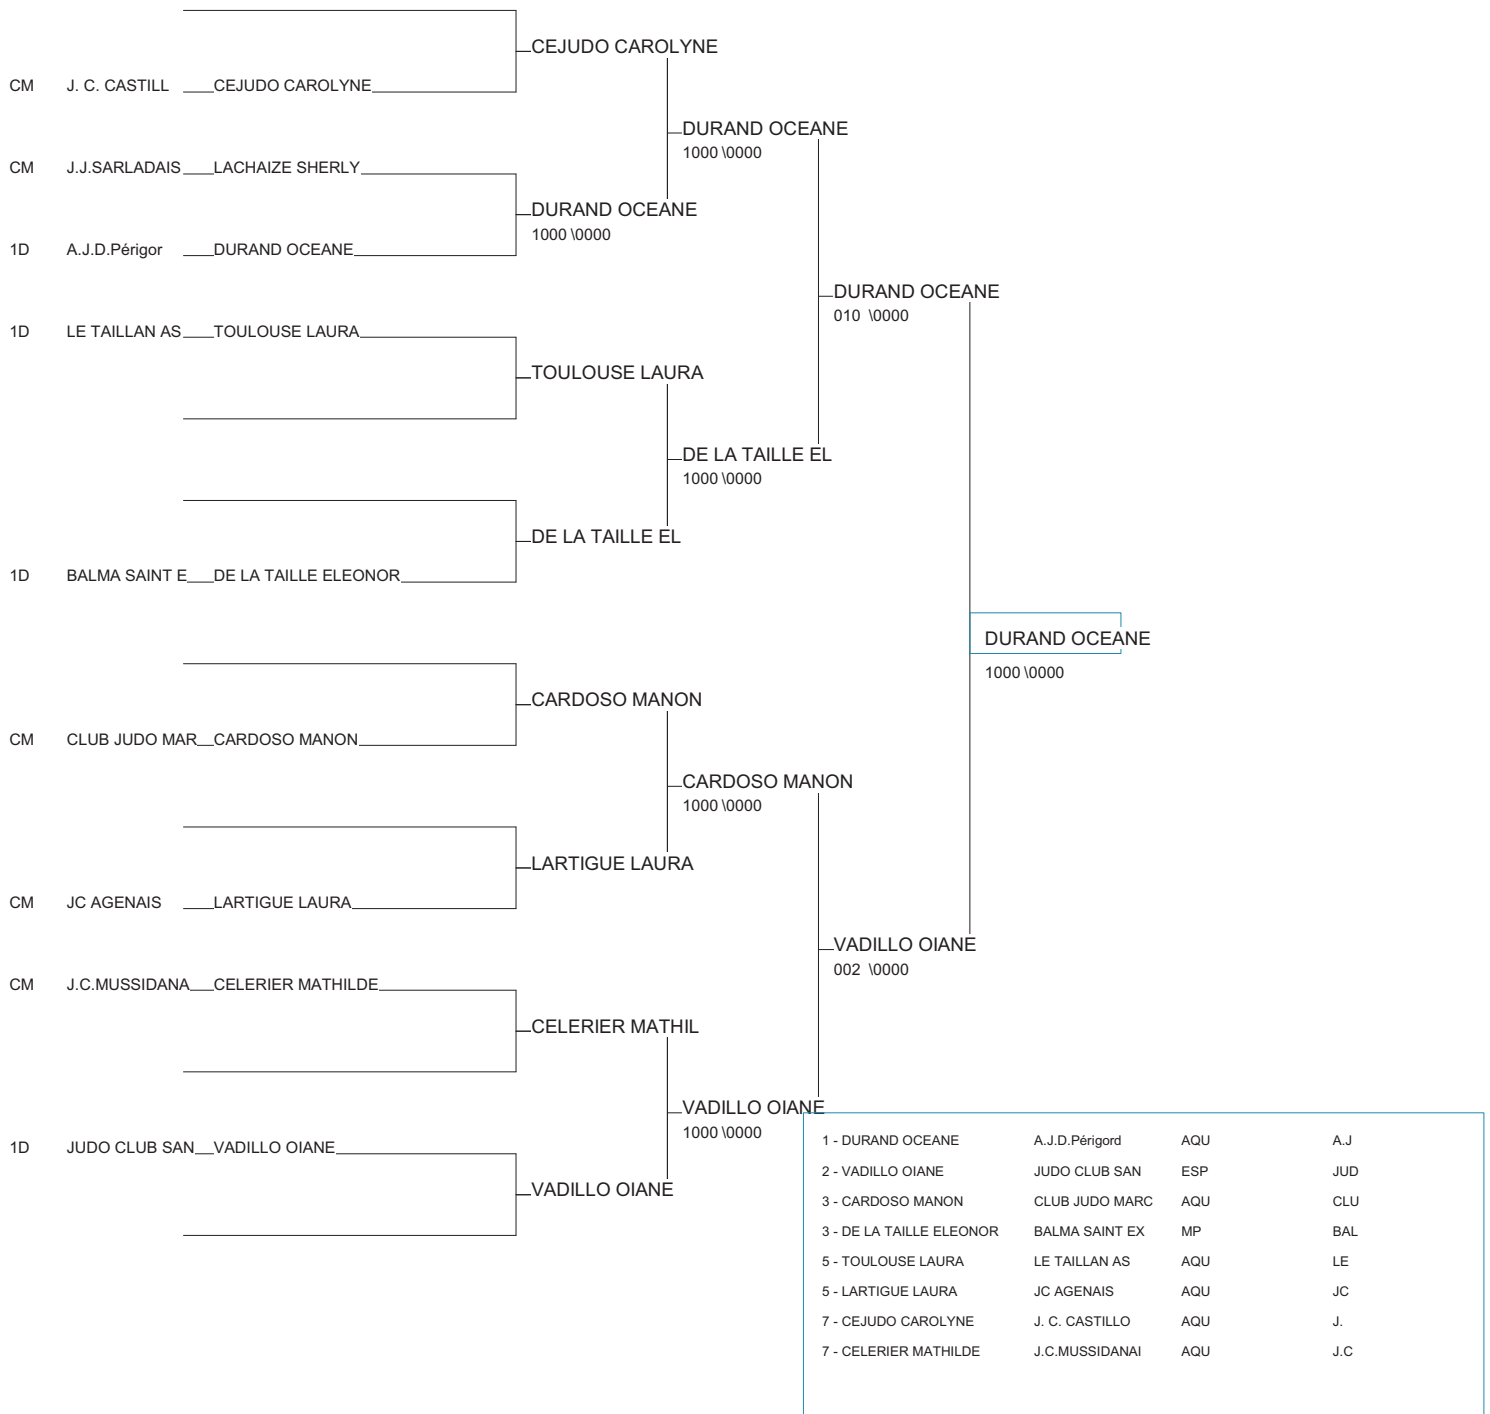 CEJUDO CAROLYNE
CM J. C. CASTILL CEJUDO CAROLYNE
DURAND OCEANE
1000 \0000
CM J.J.SARLADAIS LACHAIZE SHERLY
DURAND OCEANE
1000 \0000
1D A.J.D.Périgor DURAND OCEANE
DURAND OCEANE
010 \0000
1D LE TAILLAN AS TOULOUSE LAURA
TOULOUSE LAURA
DE LA TAILLE EL
1000 \0000
DE LA TAILLE EL
1D BALMA SAINT E DE LA TAILLE ELEONOR
DURAND OCEANE
1000 \0000
CARDOSO MANON
CM CLUB JUDO MAR CARDOSO MANON
CARDOSO MANON
1000 \0000
LARTIGUE LAURA
CM JC AGENAIS LARTIGUE LAURA
VADILLO OIANE
002 \0000
CM J.C.MUSSIDANA CELERIER MATHILDE
CELERIER MATHIL
VADILLO OIANE
1000 \0000
1D JUDO CLUB SAN VADILLO OIANE
VADILLO OIANE
1 - DURAND OCEANE A.J.D.Périgord AQU A.J
2 - VADILLO OIANE JUDO CLUB SAN ESP JUD
3 - CARDOSO MANON CLUB JUDO MARC AQU CLU
3 - DE LA TAILLE ELEONOR BALMA SAINT EX MP BAL
5 - TOULOUSE LAURA LE TAILLAN AS AQU LE
5 - LARTIGUE LAURA JC AGENAIS AQU JC
7 - CEJUDO CAROLYNE J. C. CASTILLO AQU J.
7 - CELERIER MATHILDE J.C.MUSSIDANAI AQU J.C